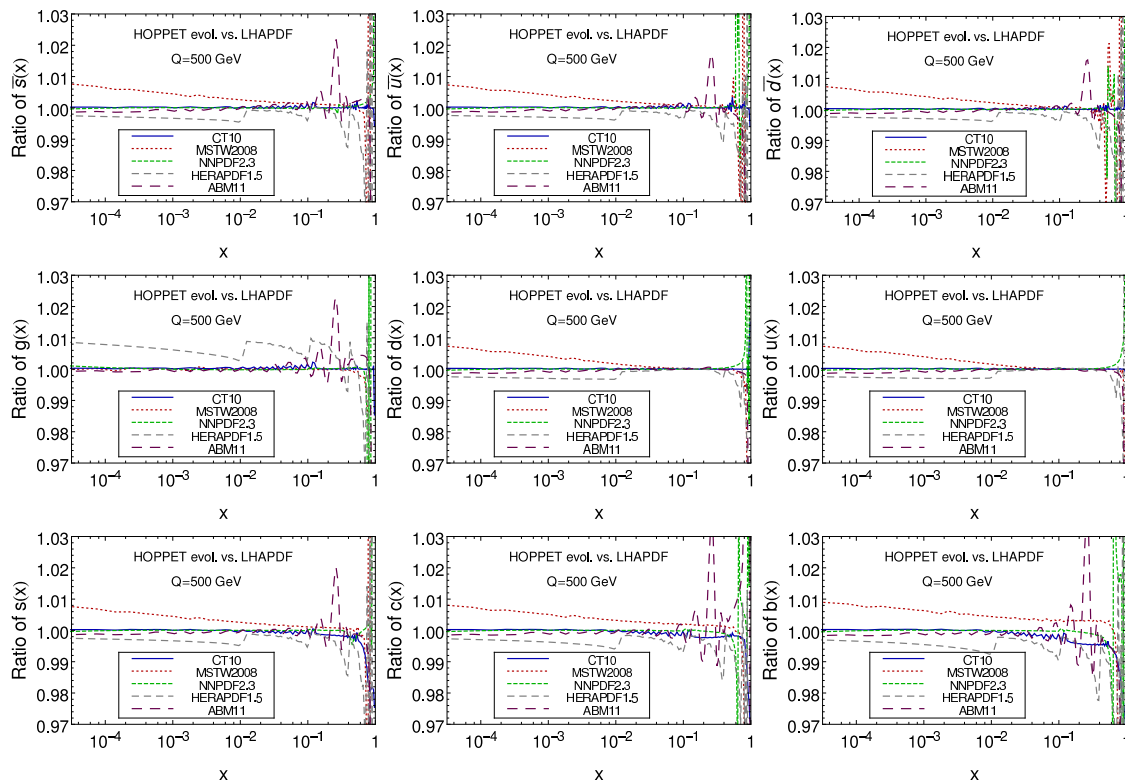 Ratio of s̅(x)
1.03
1.02
1.01
1.00
0.99
0.98
0.97
HOPPET evol. vs. LHAPDF
Q=500 GeV
CT10
MSTW2008
NNPDF2.3
HERAPDF1.5
ABM11
10⁻⁴
10⁻³
10⁻²
10⁻¹
1
x
Ratio of u̅(x)
1.03
1.02
1.01
1.00
0.99
0.98
0.97
HOPPET evol. vs. LHAPDF
Q=500 GeV
CT10
MSTW2008
NNPDF2.3
HERAPDF1.5
ABM11
10⁻⁴
10⁻³
10⁻²
10⁻¹
1
x
Ratio of d̅(x)
1.03
1.02
1.01
1.00
0.99
0.98
0.97
HOPPET evol. vs. LHAPDF
Q=500 GeV
CT10
MSTW2008
NNPDF2.3
HERAPDF1.5
ABM11
10⁻⁴
10⁻³
10⁻²
10⁻¹
1
x
Ratio of g(x)
1.03
1.02
1.01
1.00
0.99
0.98
0.97
HOPPET evol. vs. LHAPDF
Q=500 GeV
CT10
MSTW2008
NNPDF2.3
HERAPDF1.5
ABM11
10⁻⁴
10⁻³
10⁻²
10⁻¹
1
x
Ratio of d(x)
1.03
1.02
1.01
1.00
0.99
0.98
0.97
HOPPET evol. vs. LHAPDF
Q=500 GeV
CT10
MSTW2008
NNPDF2.3
HERAPDF1.5
ABM11
10⁻⁴
10⁻³
10⁻²
10⁻¹
1
x
Ratio of u(x)
1.03
1.02
1.01
1.00
0.99
0.98
0.97
HOPPET evol. vs. LHAPDF
Q=500 GeV
CT10
MSTW2008
NNPDF2.3
HERAPDF1.5
ABM11
10⁻⁴
10⁻³
10⁻²
10⁻¹
1
x
Ratio of s(x)
1.03
1.02
1.01
1.00
0.99
0.98
0.97
HOPPET evol. vs. LHAPDF
Q=500 GeV
CT10
MSTW2008
NNPDF2.3
HERAPDF1.5
ABM11
10⁻⁴
10⁻³
10⁻²
10⁻¹
1
x
Ratio of c(x)
1.03
1.02
1.01
1.00
0.99
0.98
0.97
HOPPET evol. vs. LHAPDF
Q=500 GeV
CT10
MSTW2008
NNPDF2.3
HERAPDF1.5
ABM11
10⁻⁴
10⁻³
10⁻²
10⁻¹
1
x
Ratio of b(x)
1.03
1.02
1.01
1.00
0.99
0.98
0.97
HOPPET evol. vs. LHAPDF
Q=500 GeV
CT10
MSTW2008
NNPDF2.3
HERAPDF1.5
ABM11
10⁻⁴
10⁻³
10⁻²
10⁻¹
1
x